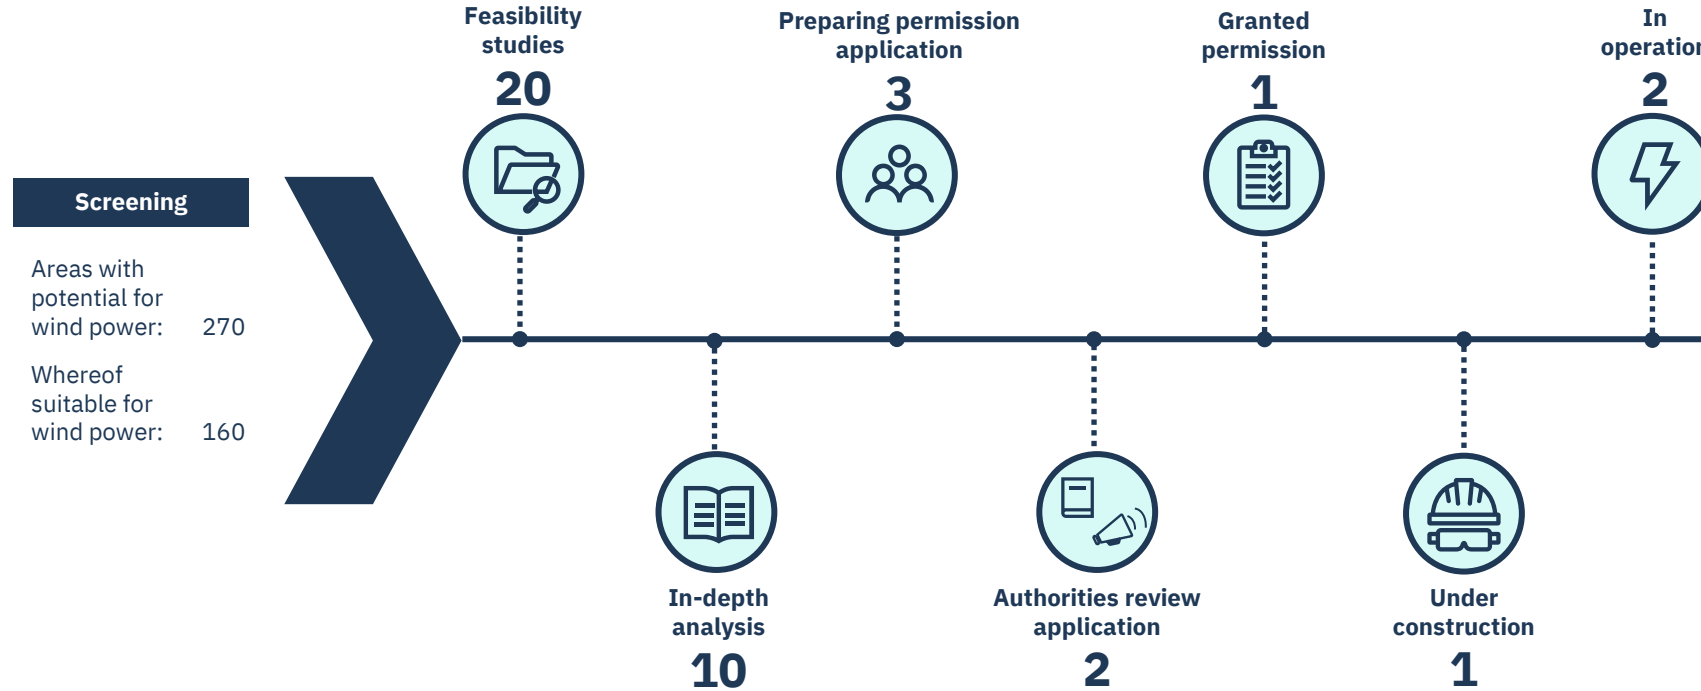 Screening
Areas with
potential for
wind power: 270
Whereof
suitable for
wind power: 160
Feasibility
studies
20
In-depth
analysis
10
Preparing permission
application
3
Authorities review
application
2
Granted
permission
1
Under
construction
1
In
operation
2